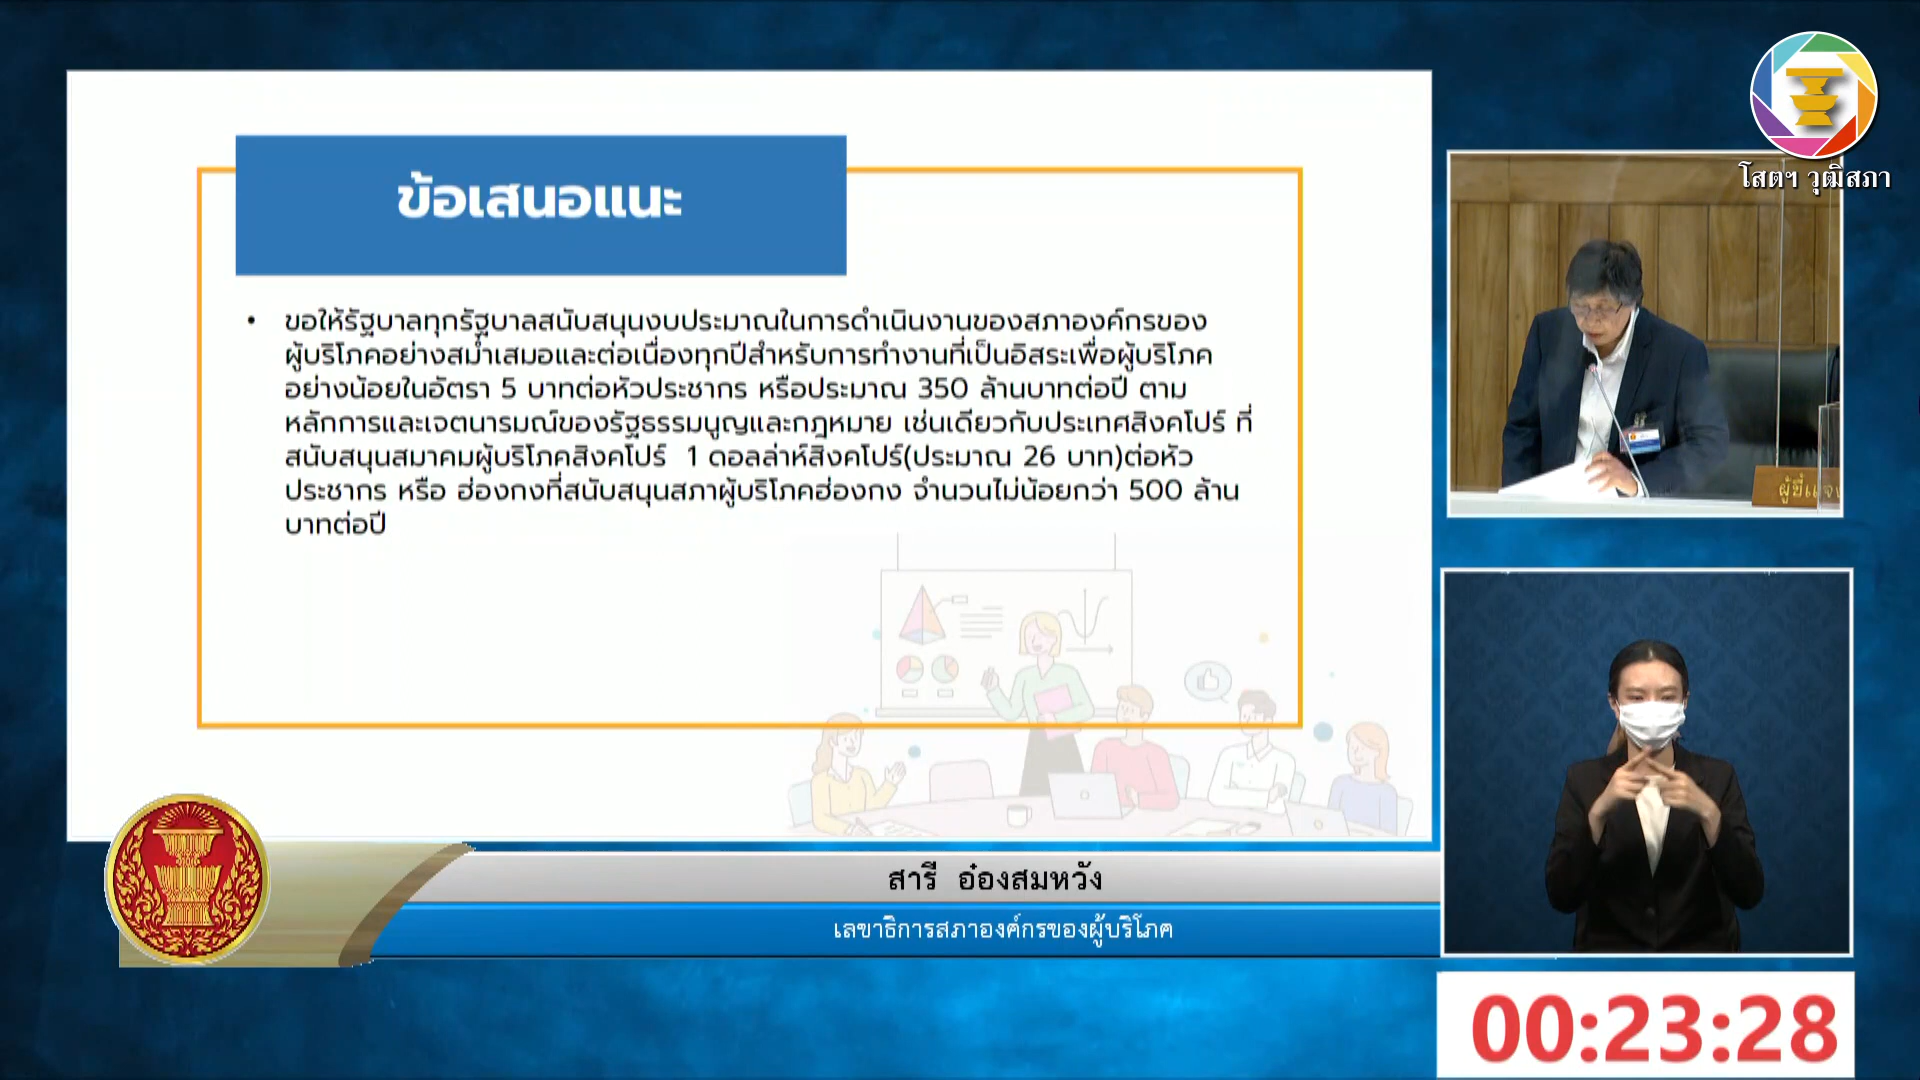 โสตฯ วุฒิสภา
ข้อเสนอแนะ
• ขอให้รัฐบาลทุกรัฐบาลสนับสนุนงบประมาณในการดำเนินงานของสภาองค์กรของ
ผู้บริโภคอย่างสม่ำเสมอและต่อเนื่องทุกปีสำหรับการทำงานที่เป็นอิสระเพื่อผู้บริโภค
อย่างน้อยในอัตรา 5 บาทต่อหัวประชากร หรือประมาณ 350 ล้านบาทต่อปี ตาม
หลักการและเจตนารมณ์ของรัฐธรรมนูญและกฎหมาย เช่นเดียวกับประเทศสิงคโปร์ ที่
สนับสนุนสมาคมผู้บริโภคสิงคโปร์ 1 ดอลล่าห์สิงคโปร์(ประมาณ 26 บาท)ต่อหัว
ประชากร หรือ ฮ่องกงที่สนับสนุนสภาผู้บริโภคฮ่องกง จำนวนไม่น้อยกว่า 500 ล้าน
บาทต่อปี
สารี อ๋องสมหวัง
เลขาธิการสภาองค์กรของผู้บริโภค
00:23:28